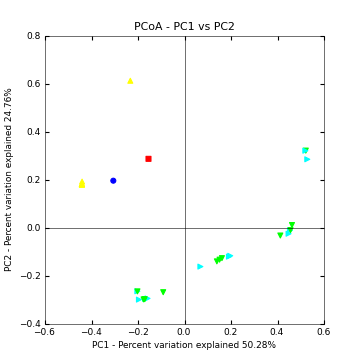 PCoA - PC1 vs PC2
0.8
0.6
0.4
0.2
0.0
−0.2
−0.4
PC2 - Percent variation explained 24.76%
−0.6 −0.4 −0.2 0.0 0.2 0.4 0.6
PC1 - Percent variation explained 50.28%